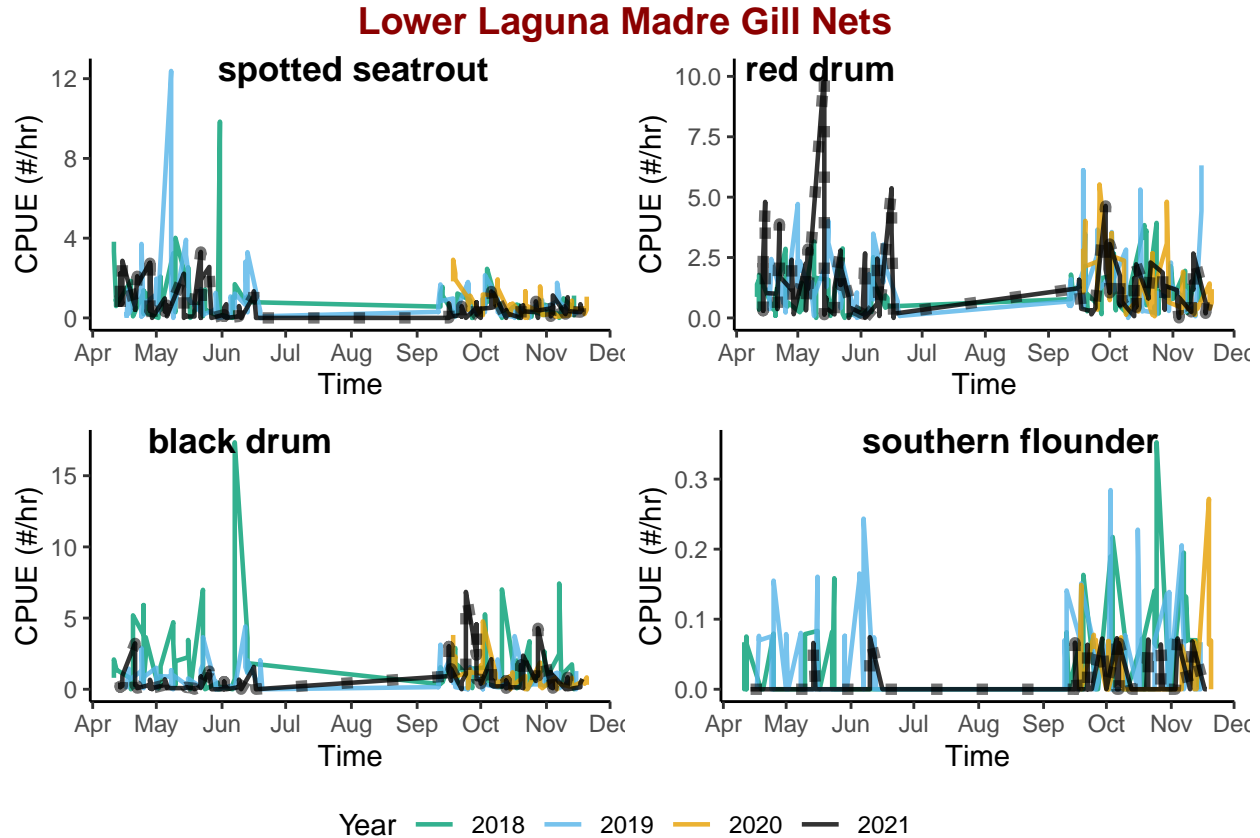 Lower Laguna Madre Gill Nets
spotted seatrout
CPUE (#/hr)
12
8
4
0
Apr May Jun Jul Aug Sep Oct Nov Dec
Time
red drum
CPUE (#/hr)
10.0
7.5
5.0
2.5
0.0
Apr May Jun Jul Aug Sep Oct Nov Dec
Time
black drum
CPUE (#/hr)
15
10
5
0
Apr May Jun Jul Aug Sep Oct Nov Dec
Time
southern flounder
CPUE (#/hr)
0.3
0.2
0.1
0.0
Apr May Jun Jul Aug Sep Oct Nov Dec
Time
Year 2018 2019 2020 2021